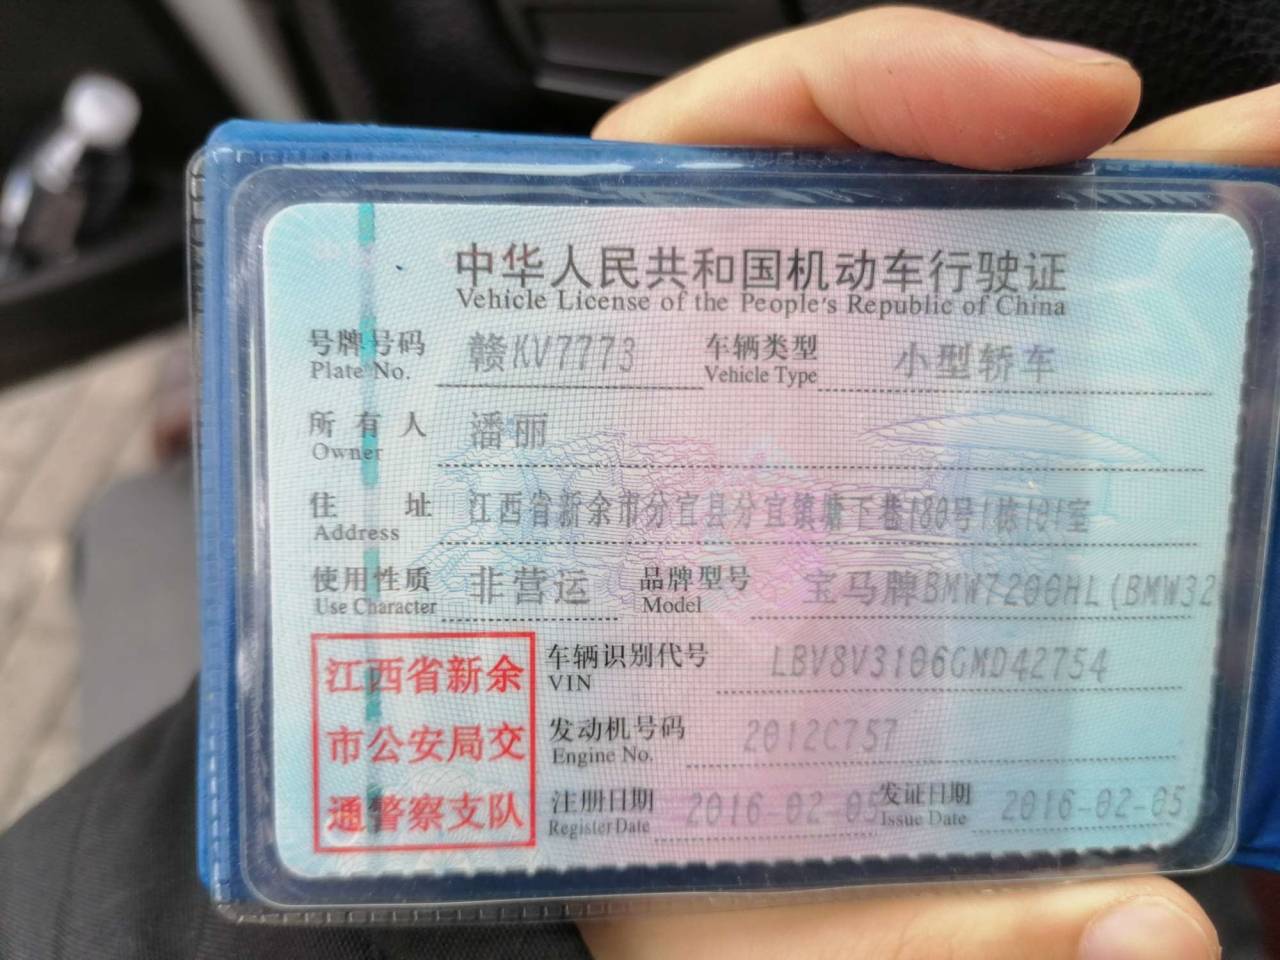 中华人民共和国机动车行驶证
Vehicle License of the People's Republic of China
号牌号码 赣KV7773 车辆类型 小型轿车
Plate No. Vehicle Type
所有人 潘丽
Owner
住址 江西省新余市分宜县分宜镇塘下巷180号1栋101室
Address
使用性质 非营运 品牌型号 宝马牌BMW7200HL(BMW32
Use Character Model
江西省新余
市公安局交
通警察支队
车辆识别代号 LBV8V3106GMD42754
VIN
发动机号码 2012C757
Engine No.
注册日期 2016-02-05 发证日期 2016-02-05
Register Date Issue Date